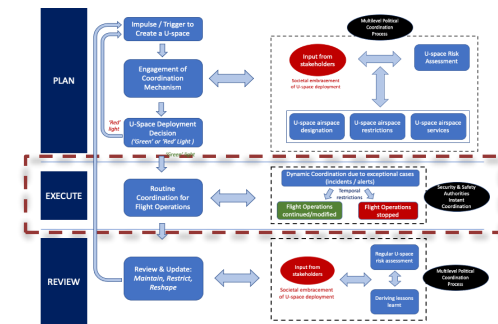 PLAN
Impulse / Trigger to
Create a U-space
Engagement of
Coordination
Mechanism
'Red'
light
U-Space Deployment
Decision
('Green' or 'Red' Light )
Multilevel Political
Coordination
Process
Input from
stakeholders
Societal embracement
of U-space deployment
U-space Risk
Assessment
U-space airspace
designation
U-space airspace
restrictions
U-space airspace
services
EXECUTE
Routine
Coordination for
Flight Operations
Dynamic Coordination due to exceptional cases
(incidents / alerts)
Temporal
restrictions
Flight Operations
continued/modified
Flight Operations
stopped
Security & Safety
Authorities
Instant
Coordination
REVIEW
Review & Update:
Maintain, Restrict,
Reshape
Input from
stakeholders
Societal embracement
of U-space deployment
Regular U-space
risk assessment
Deriving lessons
learnt
Multilevel Political
Coordination
Process